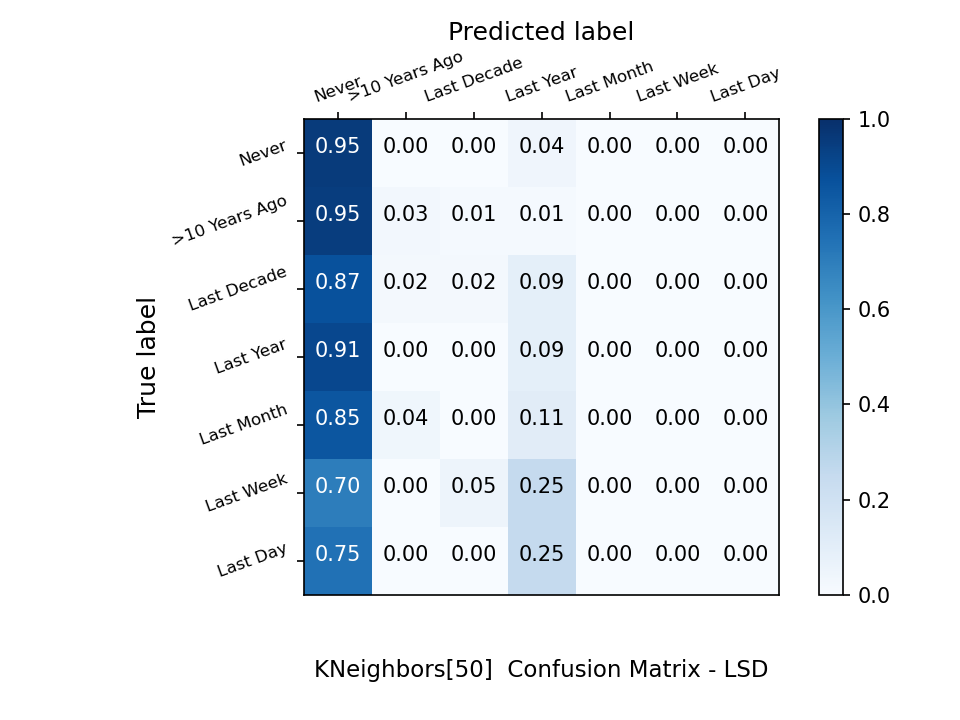 Predicted label
Never >10 Years Ago Last Decade Last Year Last Month Last Week Last Day
Never 0.95 0.00 0.00 0.04 0.00 0.00 0.00
>10 Years Ago 0.95 0.03 0.01 0.01 0.00 0.00 0.00
Last Decade 0.87 0.02 0.02 0.09 0.00 0.00 0.00
Last Year 0.91 0.00 0.00 0.09 0.00 0.00 0.00
Last Month 0.85 0.04 0.00 0.11 0.00 0.00 0.00
Last Week 0.70 0.00 0.05 0.25 0.00 0.00 0.00
Last Day 0.75 0.00 0.00 0.25 0.00 0.00 0.00
True label
1.0
0.8
0.6
0.4
0.2
0.0
KNeighbors[50]  Confusion Matrix - LSD